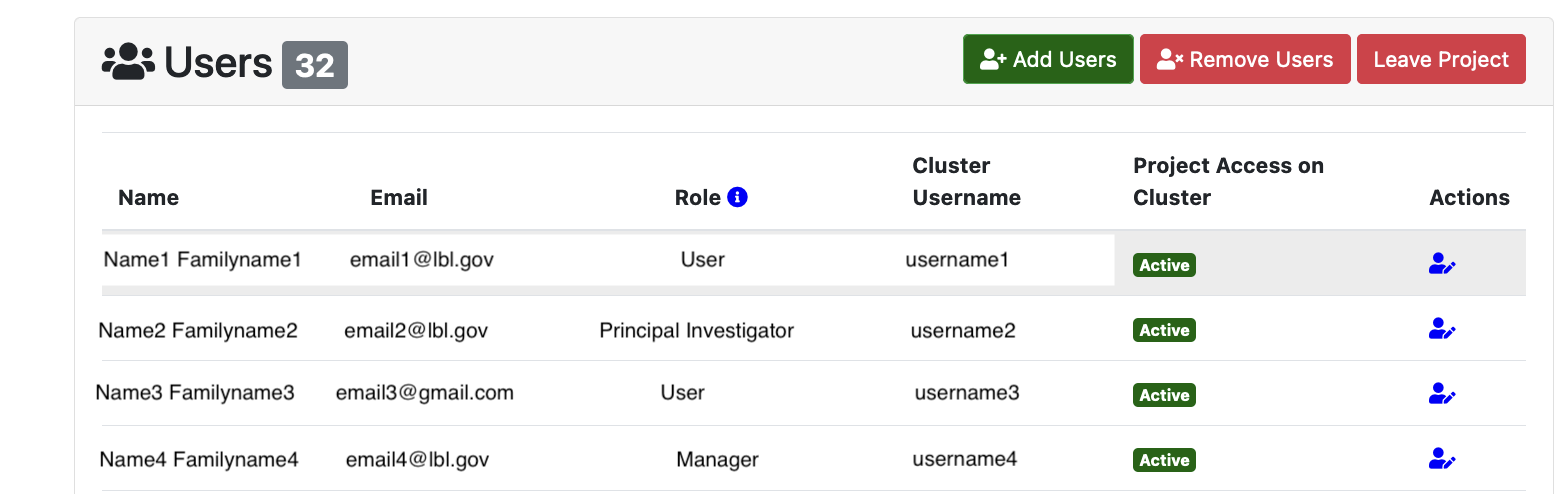 Users 32 Add Users Remove Users Leave Project
Name Email Role Cluster Username Project Access on Cluster Actions
Name1 Familyname1 email1@lbl.gov User username1 Active
Name2 Familyname2 email2@lbl.gov Principal Investigator username2 Active
Name3 Familyname3 email3@gmail.com User username3 Active
Name4 Familyname4 email4@lbl.gov Manager username4 Active